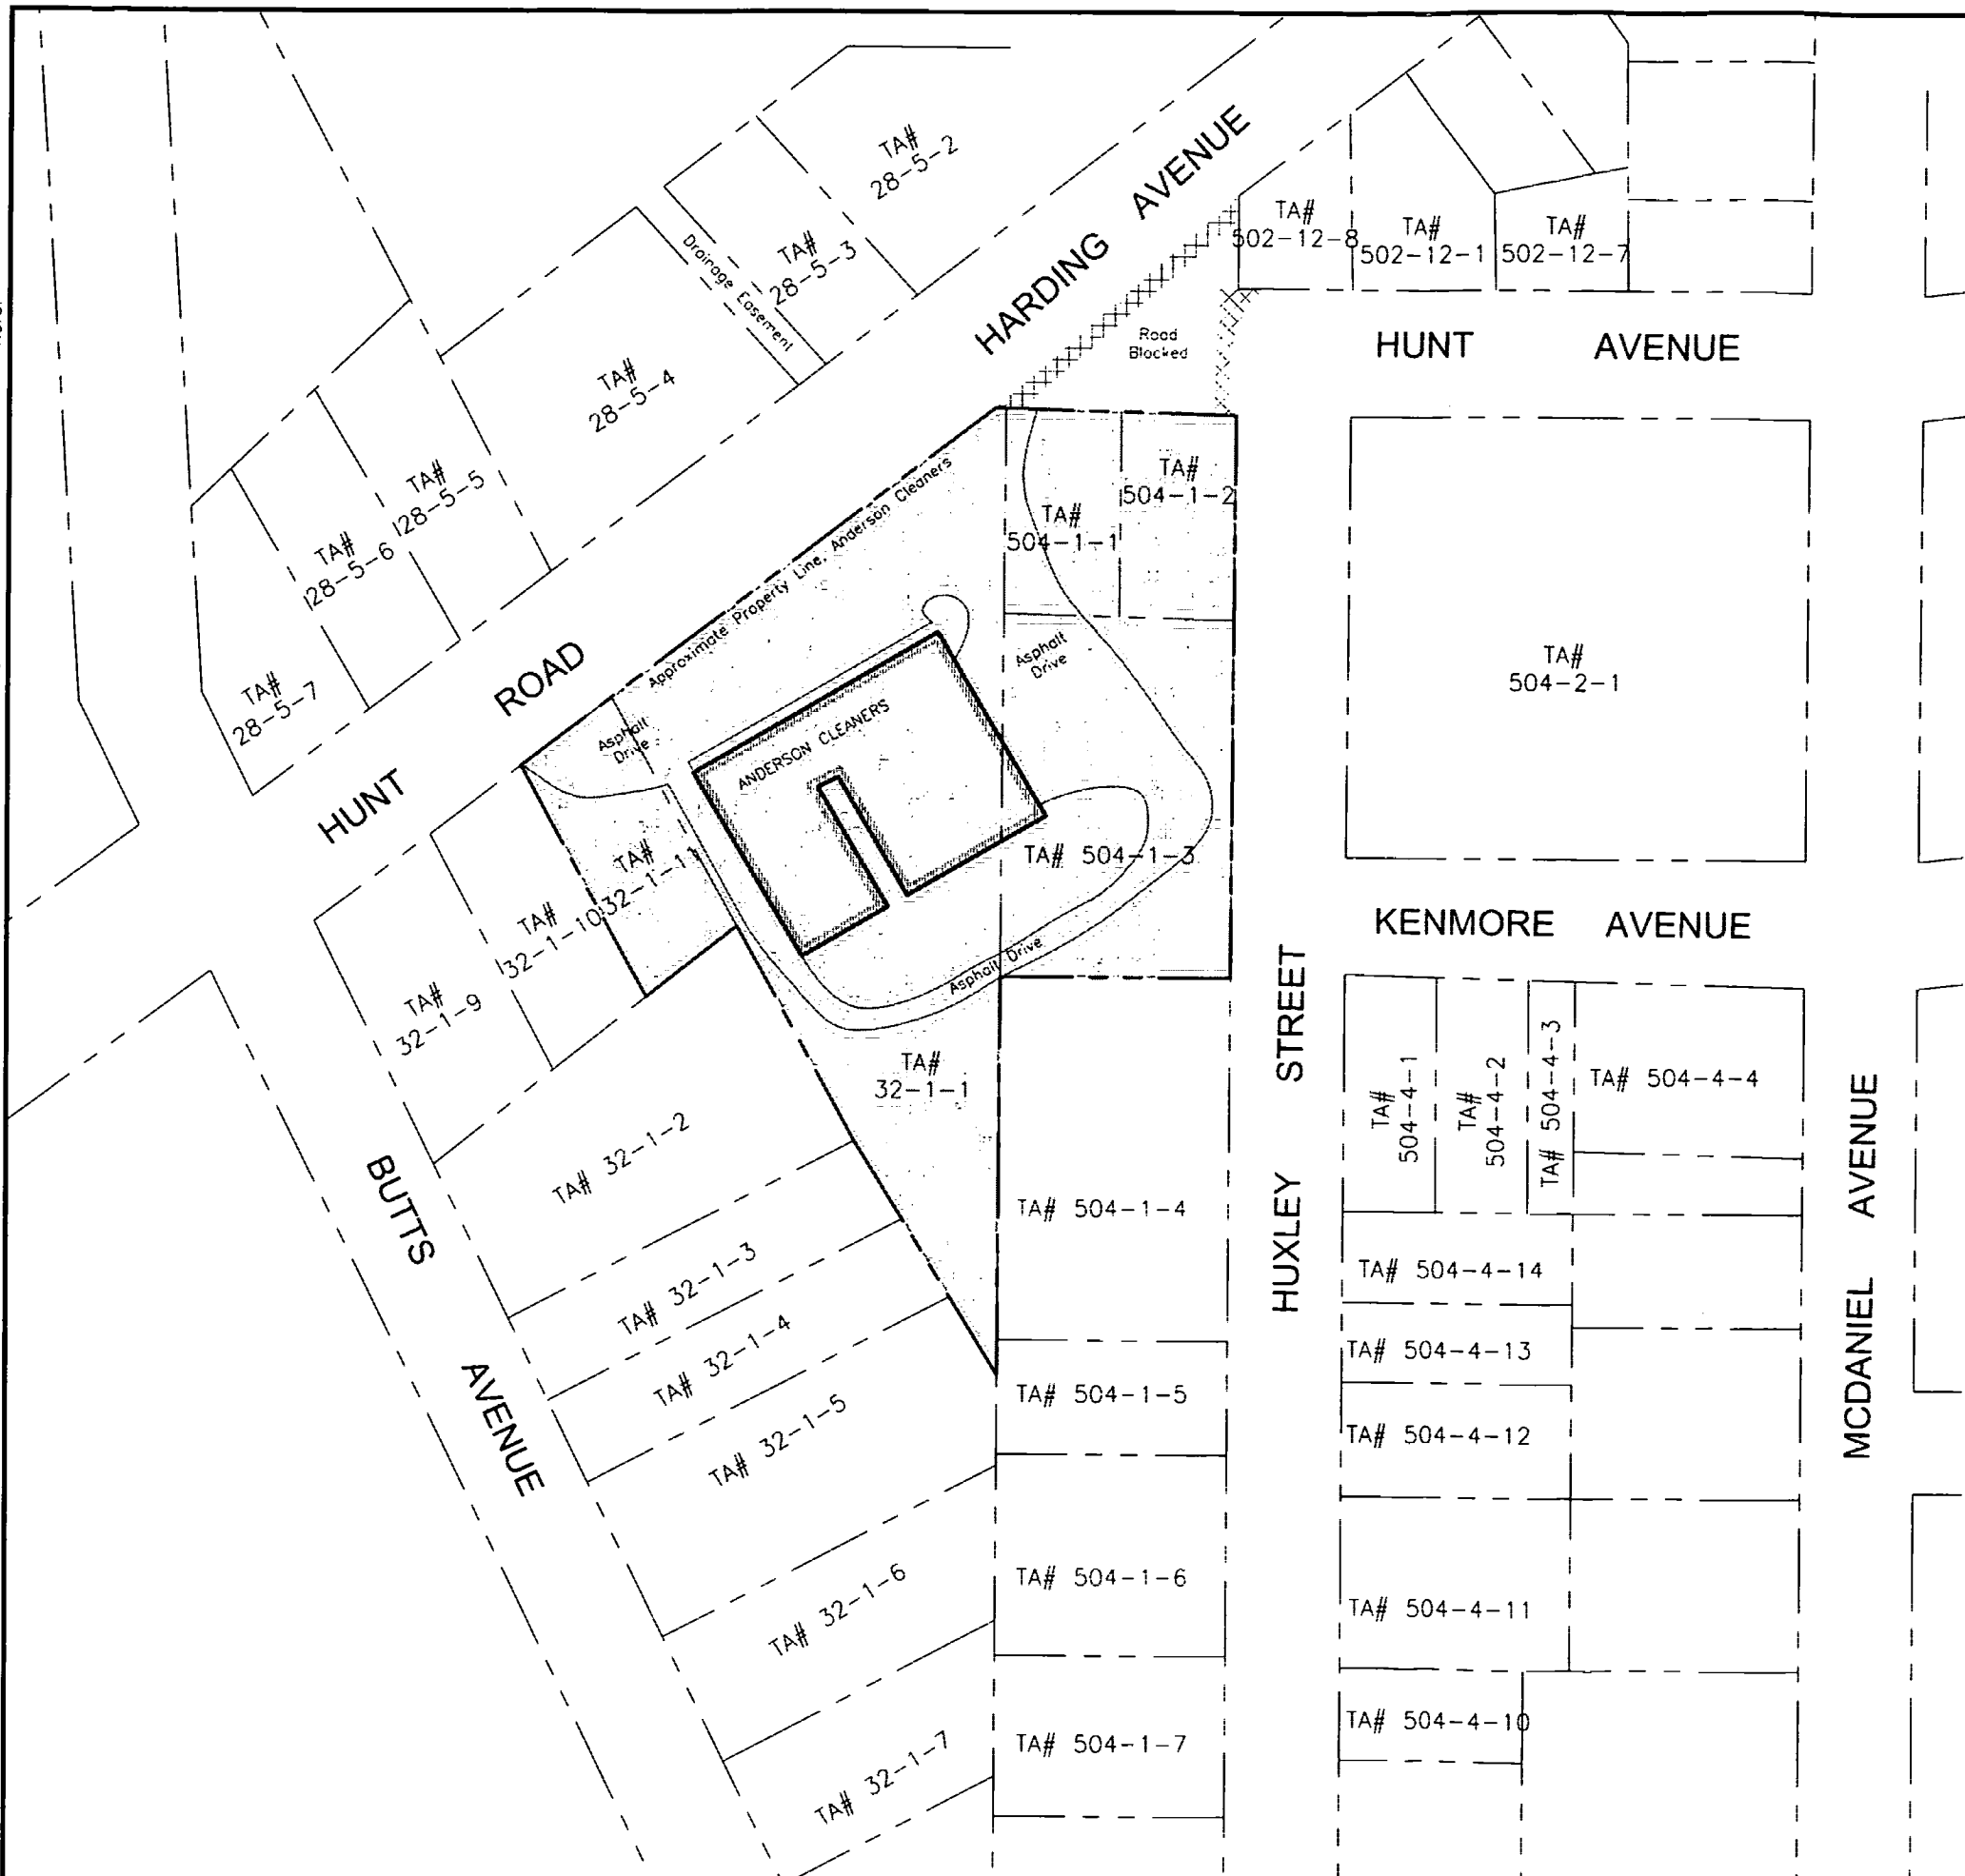 TA#
28-5-2
HARDING AVENUE
TA#
502-12-8
TA#
502-12-1
TA#
502-12-7
Drainage Easement
TA#
28-5-3
Road
Blocked
HUNT AVENUE
TA#
28-5-4
TA#
28-5-5
TA#
28-5-6
TA#
28-5-7
Approximate Property Line, Anderson Cleaners
TA#
504-1-2
TA#
504-1-1
HUNT ROAD
Asphalt
Drive
Asphalt
Drive
ANDERSON CLEANERS
TA#
504-2-1
TA# 504-1-3
TA#
32-1-11
TA#
32-1-10
TA#
32-1-9
KENMORE AVENUE
Asphalt Drive
TA#
32-1-1
HUXLEY STREET
TA#
504-4-1
TA#
504-4-2
TA# 504-4-3
TA# 504-4-4
MCDANIEL AVENUE
BUTTS AVENUE
TA# 32-1-2
TA# 32-1-3
TA# 32-1-4
TA# 32-1-5
TA# 32-1-6
TA# 32-1-7
TA# 504-1-4
TA# 504-1-5
TA# 504-1-6
TA# 504-1-7
TA# 504-4-14
TA# 504-4-13
TA# 504-4-12
TA# 504-4-11
TA# 504-4-10